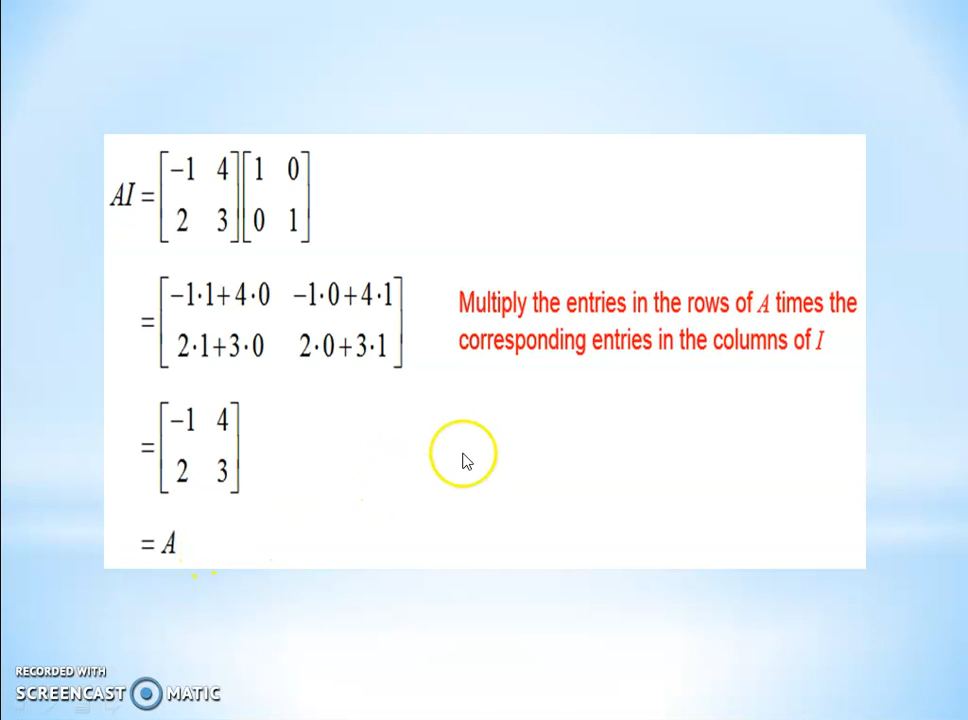 AI = [−1 4][1 0]
[2 3][0 1]
= [−1·1+4·0 −1·0+4·1]
[2·1+3·0 2·0+3·1]
Multiply the entries in the rows of A times the
corresponding entries in the columns of I
= [−1 4]
[2 3]
= A
RECORDED WITH
SCREENCAST MATIC